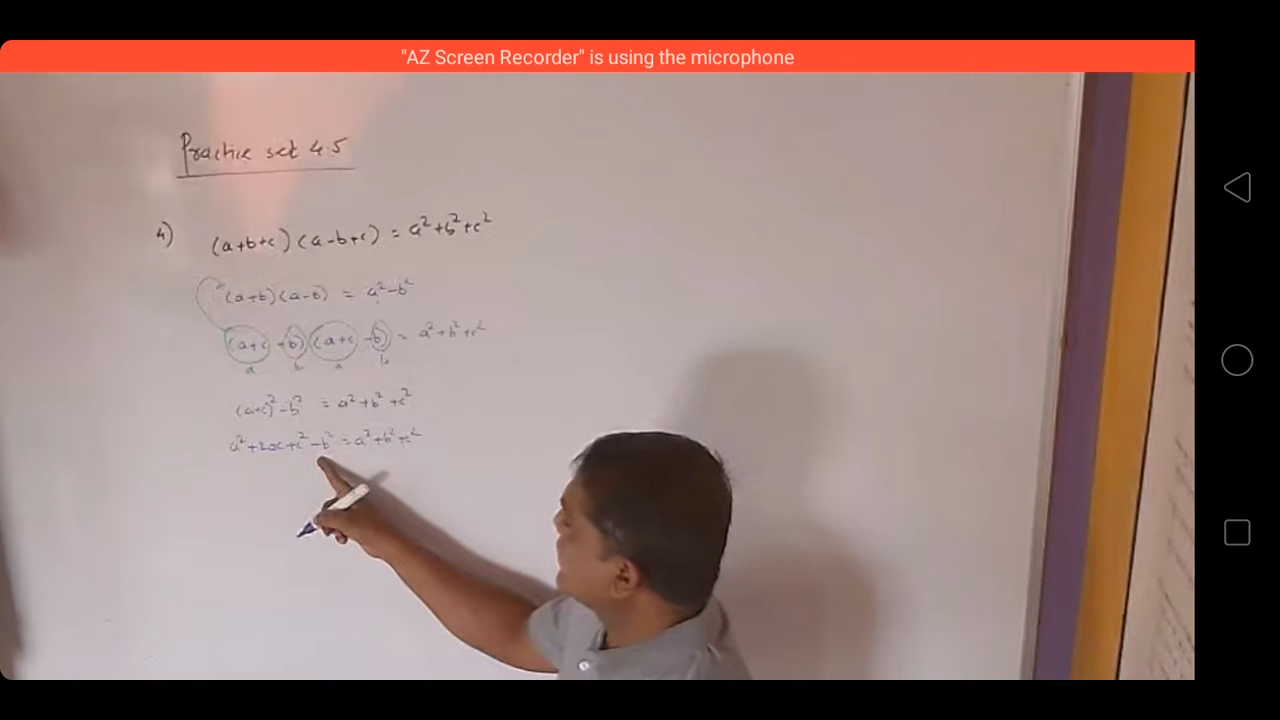 "AZ Screen Recorder" is using the microphone
Practice set 4.5
4) (a+b+c)(a-b+c) = a²+b²+c²
(a+b)(a-b) = a²-b²
(a+c +b)(a+c -b) = a²+b²+c²
a b a b
(a+c)²-b² = a²+b²+c²
a²+2ac+c²-b² = a²+b²+c²